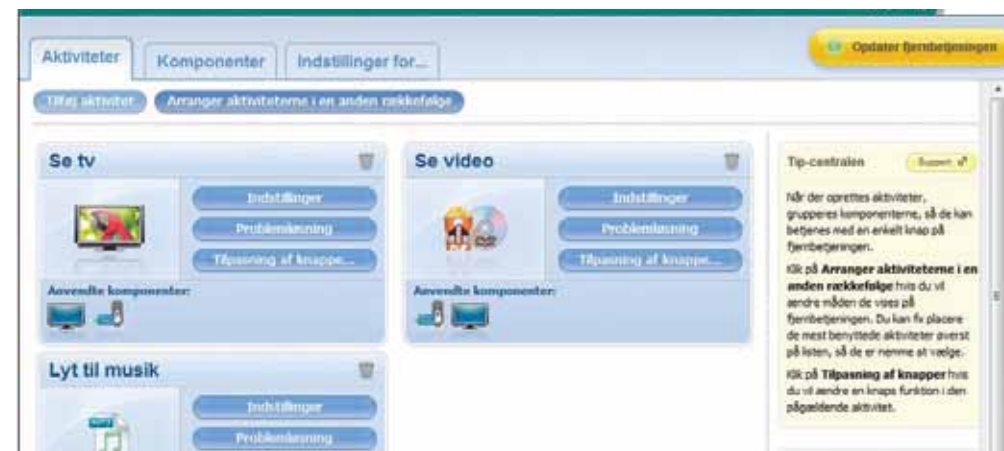 Aktiviteter
Komponenter
Indstillinger for...
Opdater fjernbetjeningen
Tilføj aktivitet
Arranger aktiviteterne i en anden rækkefølge
Se tv
Indstillinger
Problemløsning
Tilpasning af knappe...
Anvendte komponenter:
Se video
Indstillinger
Problemløsning
Tilpasning af knappe...
Anvendte komponenter:
Lyt til musik
Indstillinger
Problemløsning
Tip-centralen
Support
Når der oprettes aktiviteter,
grupperes komponenterne, så de kan
betjenes med en enkelt knap på
fjernbetjeningen.
Klik på Arranger aktiviteterne i en
anden rækkefølge hvis du vil
ændre måden de vises på
fjernbetjeningen. Du kan fx placere
de mest benyttede aktiviteter øverst
på listen, så de er nemme at vælge.
Klik på Tilpasning af knapper hvis
du vil ændre en knaps funktion i den
pågældende aktivitet.